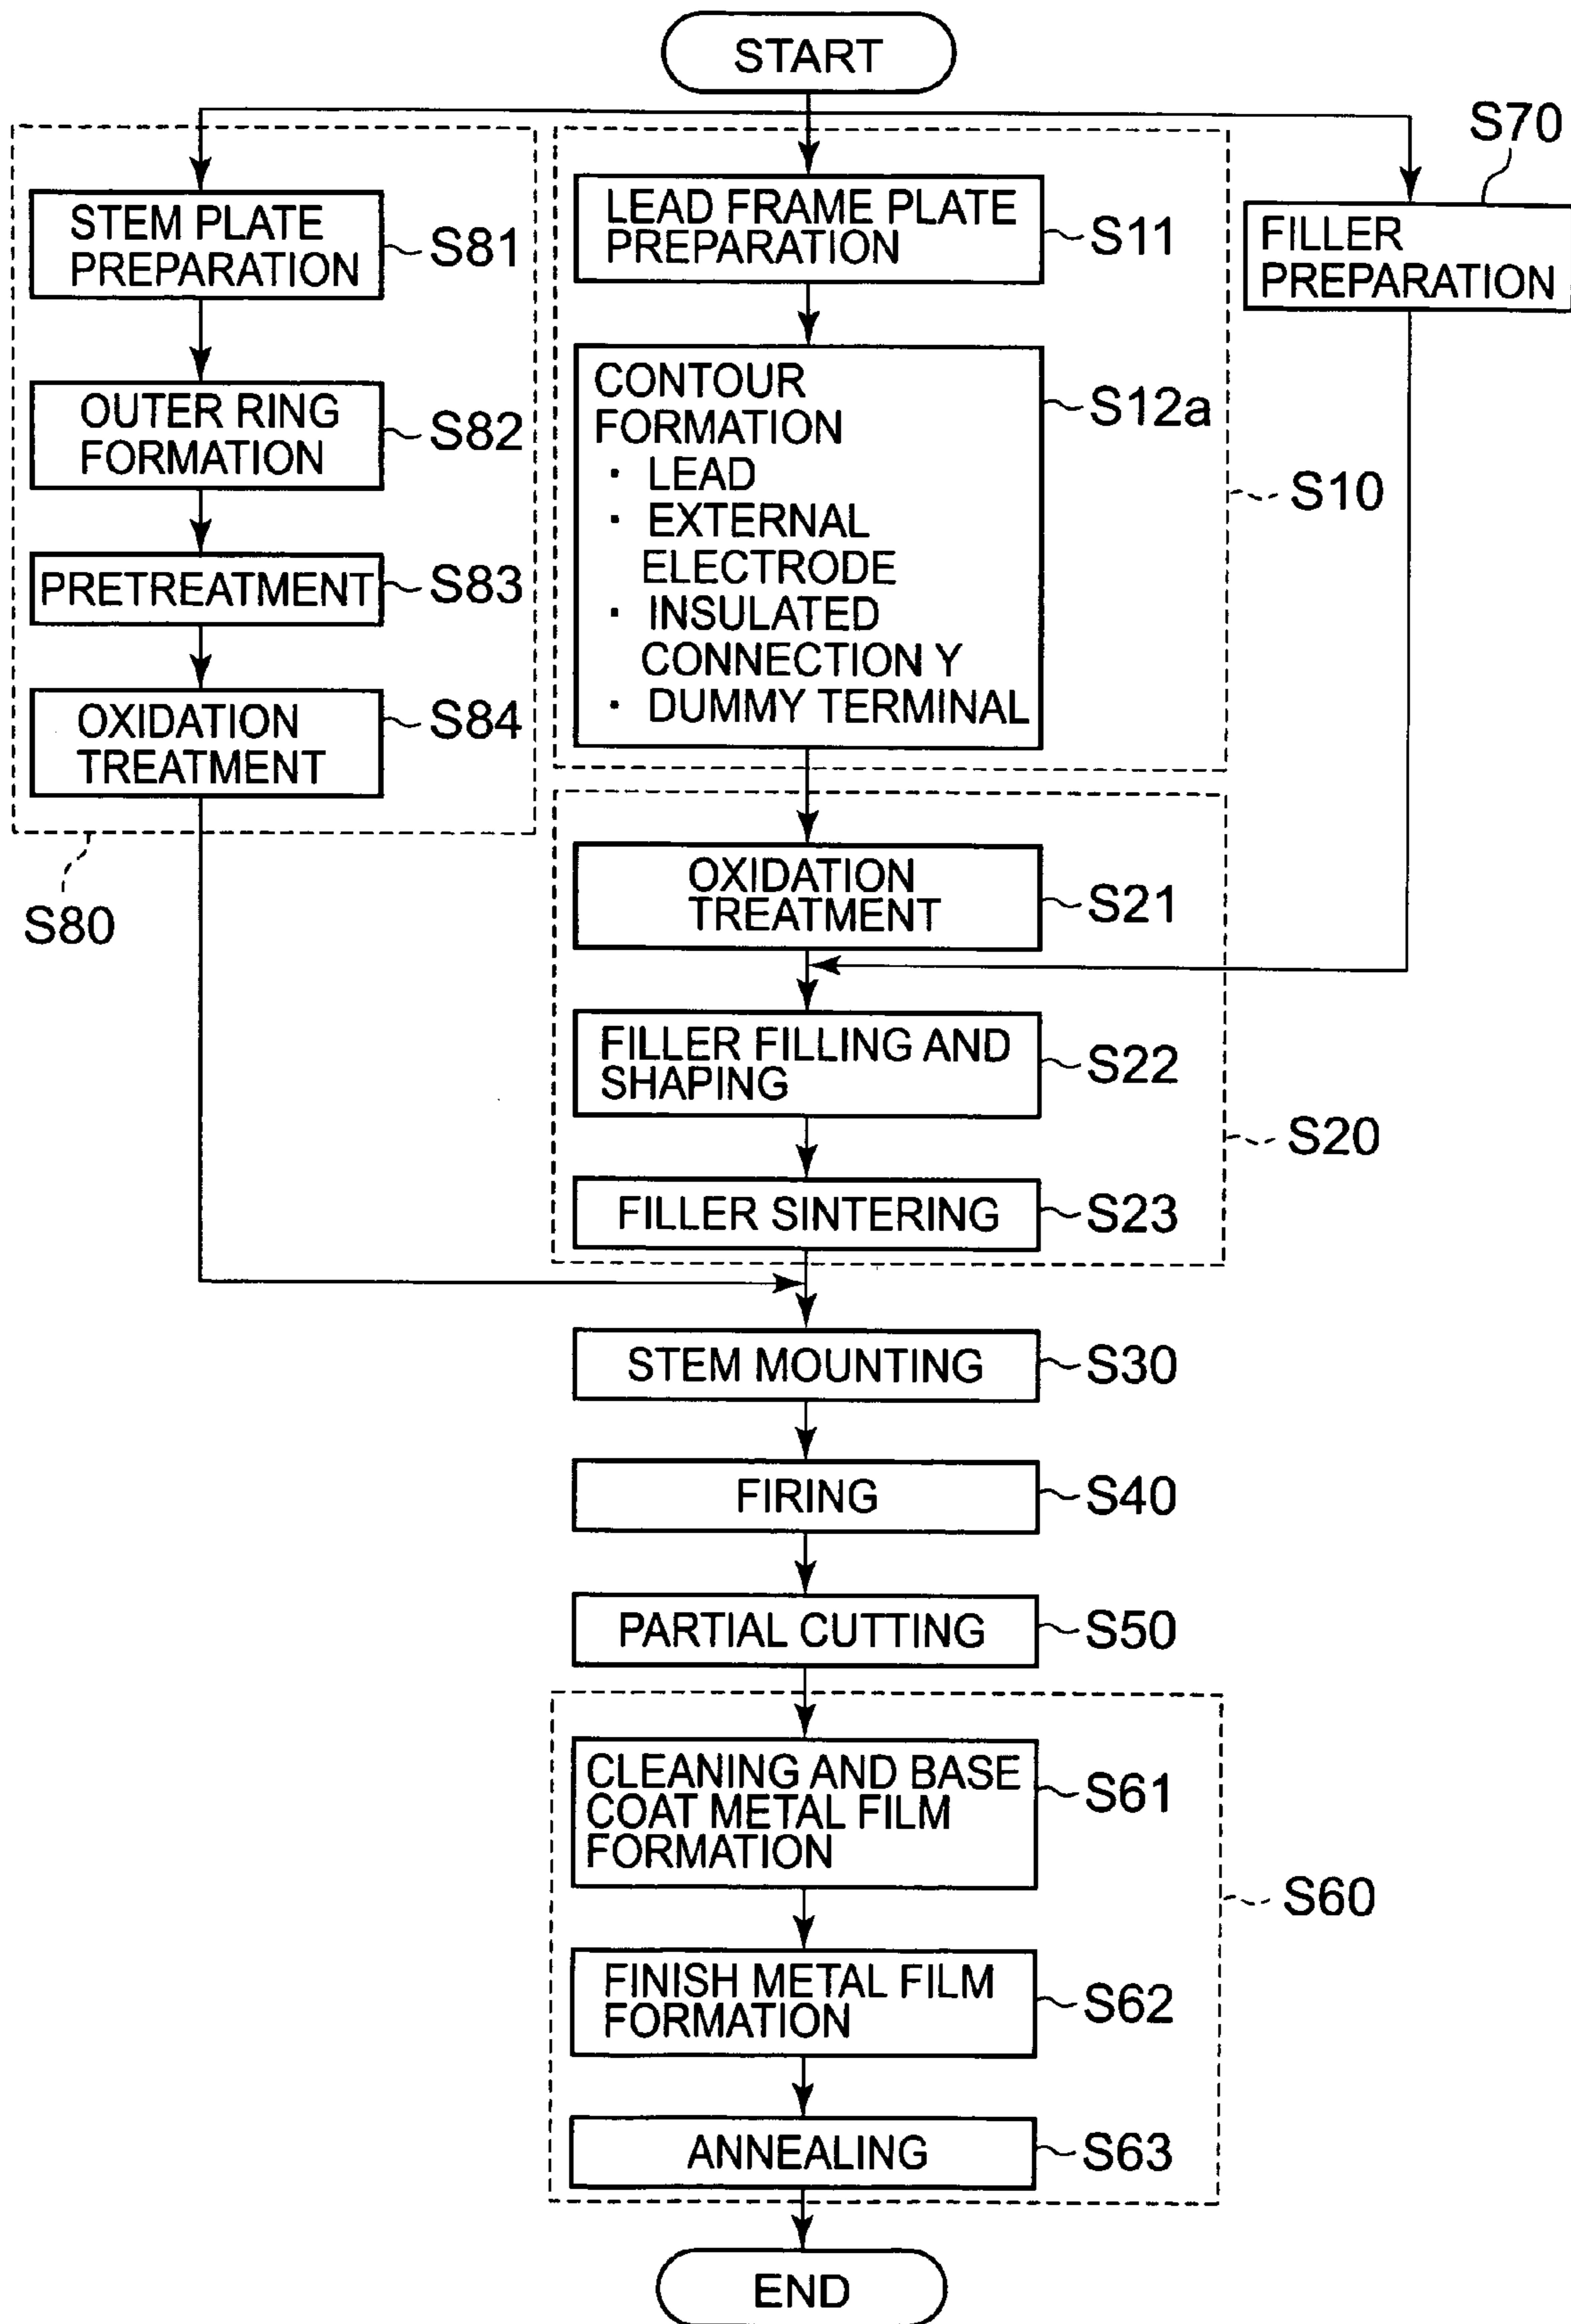 START
STEM PLATE
PREPARATION
S81
OUTER RING
FORMATION
S82
PRETREATMENT
S83
OXIDATION
TREATMENT
S84
S80
LEAD FRAME PLATE
PREPARATION
S11
CONTOUR
FORMATION
· LEAD
· EXTERNAL
ELECTRODE
· INSULATED
CONNECTION Y
· DUMMY TERMINAL
S12a
S10
S70
FILLER
PREPARATION
OXIDATION
TREATMENT
S21
FILLER FILLING AND
SHAPING
S22
FILLER SINTERING
S23
S20
STEM MOUNTING
S30
FIRING
S40
PARTIAL CUTTING
S50
CLEANING AND BASE
COAT METAL FILM
FORMATION
S61
FINISH METAL FILM
FORMATION
S62
ANNEALING
S63
S60
END